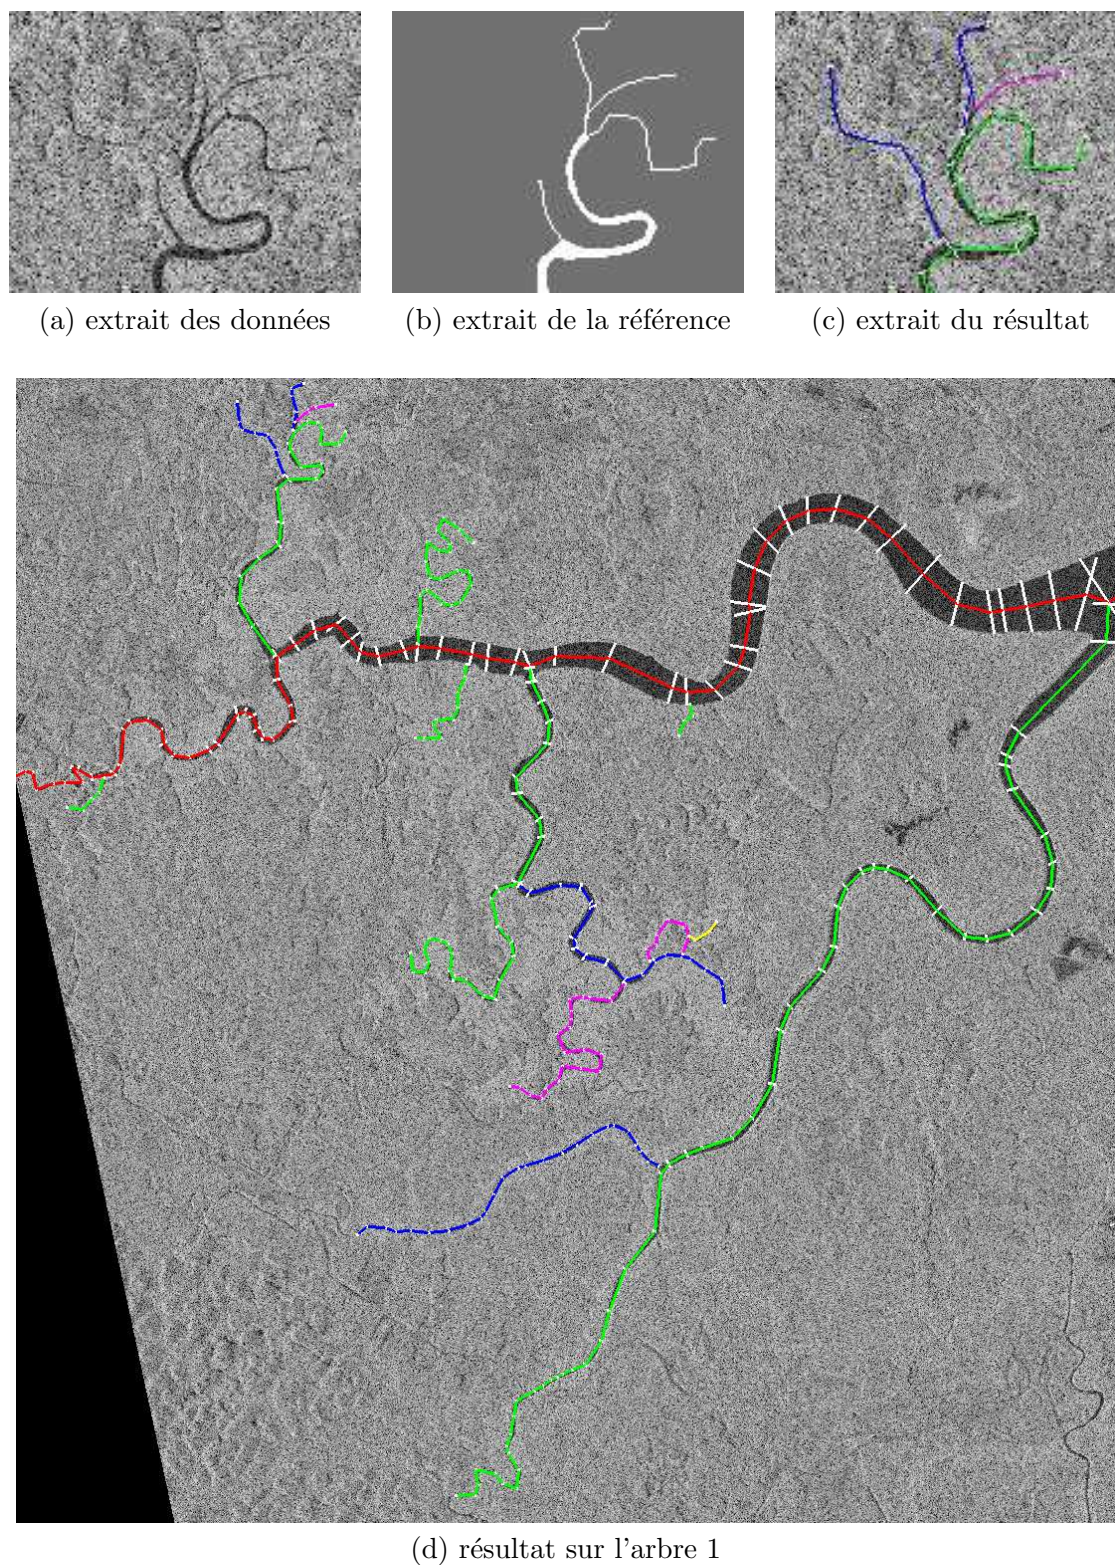 (a) extrait des données
(b) extrait de la référence
(c) extrait du résultat
(d) résultat sur l'arbre 1